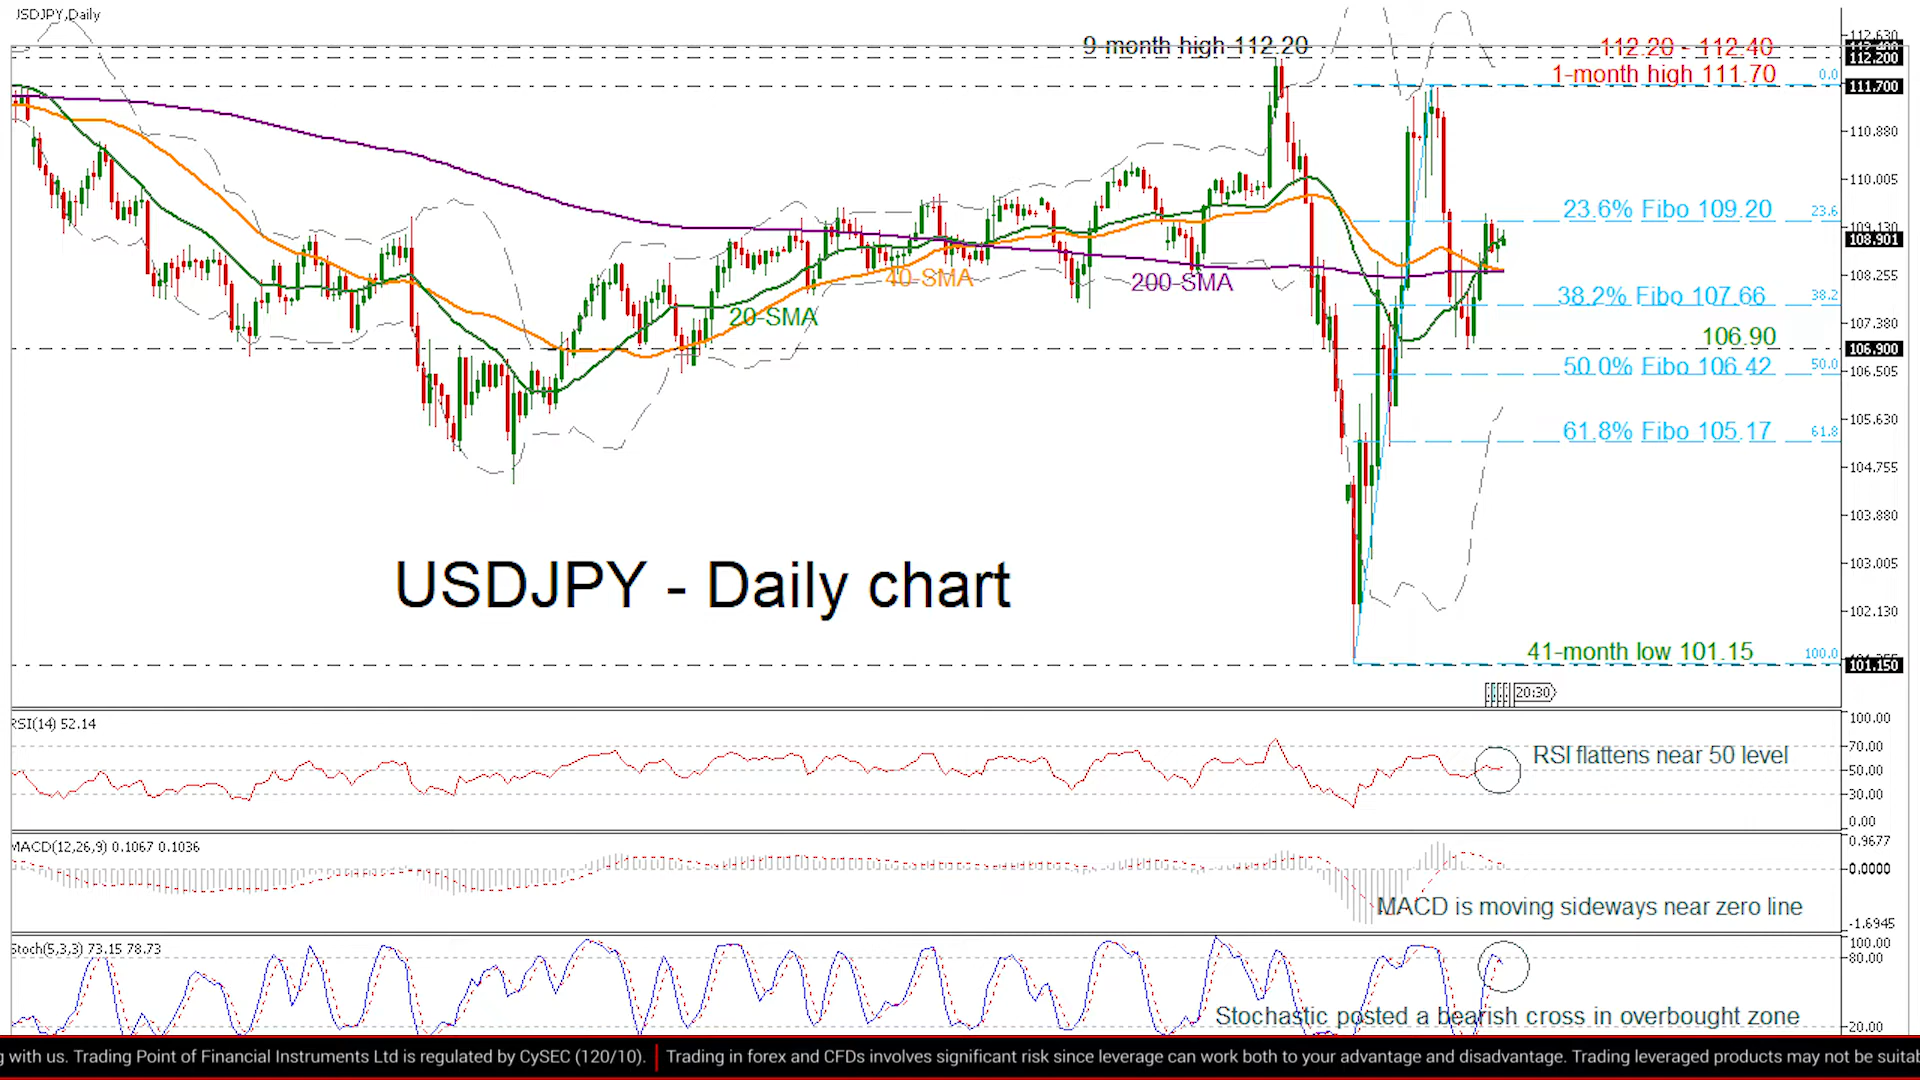 JSDJPY,Daily
9-month high 112.20
112.20 - 112.40
1-month high 111.70
0.0
23.6% Fibo 109.20
23.6
38.2% Fibo 107.66
38.2
106.90
50.0% Fibo 106.42
50.0
61.8% Fibo 105.17
61.8
41-month low 101.15
100.0
40-SMA
200-SMA
20-SMA
USDJPY - Daily chart
20:30
112.630
112.200
111.700
110.880
110.005
109.130
108.901
108.255
107.380
106.900
106.505
105.630
104.755
103.880
103.005
102.130
101.150
RSI(14) 52.14
RSI flattens near 50 level
100.00
70.00
50.00
30.00
0.00
MACD(12,26,9) 0.1067 0.1036
MACD is moving sideways near zero line
0.9677
0.0000
-1.6945
Stoch(5,3,3) 73.15 78.73
Stochastic posted a bearish cross in overbought zone
100.00
80.00
20.00
g with us. Trading Point of Financial Instruments Ltd is regulated by CySEC (120/10). | Trading in forex and CFDs involves significant risk since leverage can work both to your advantage and disadvantage. Trading leveraged products may not be suitab